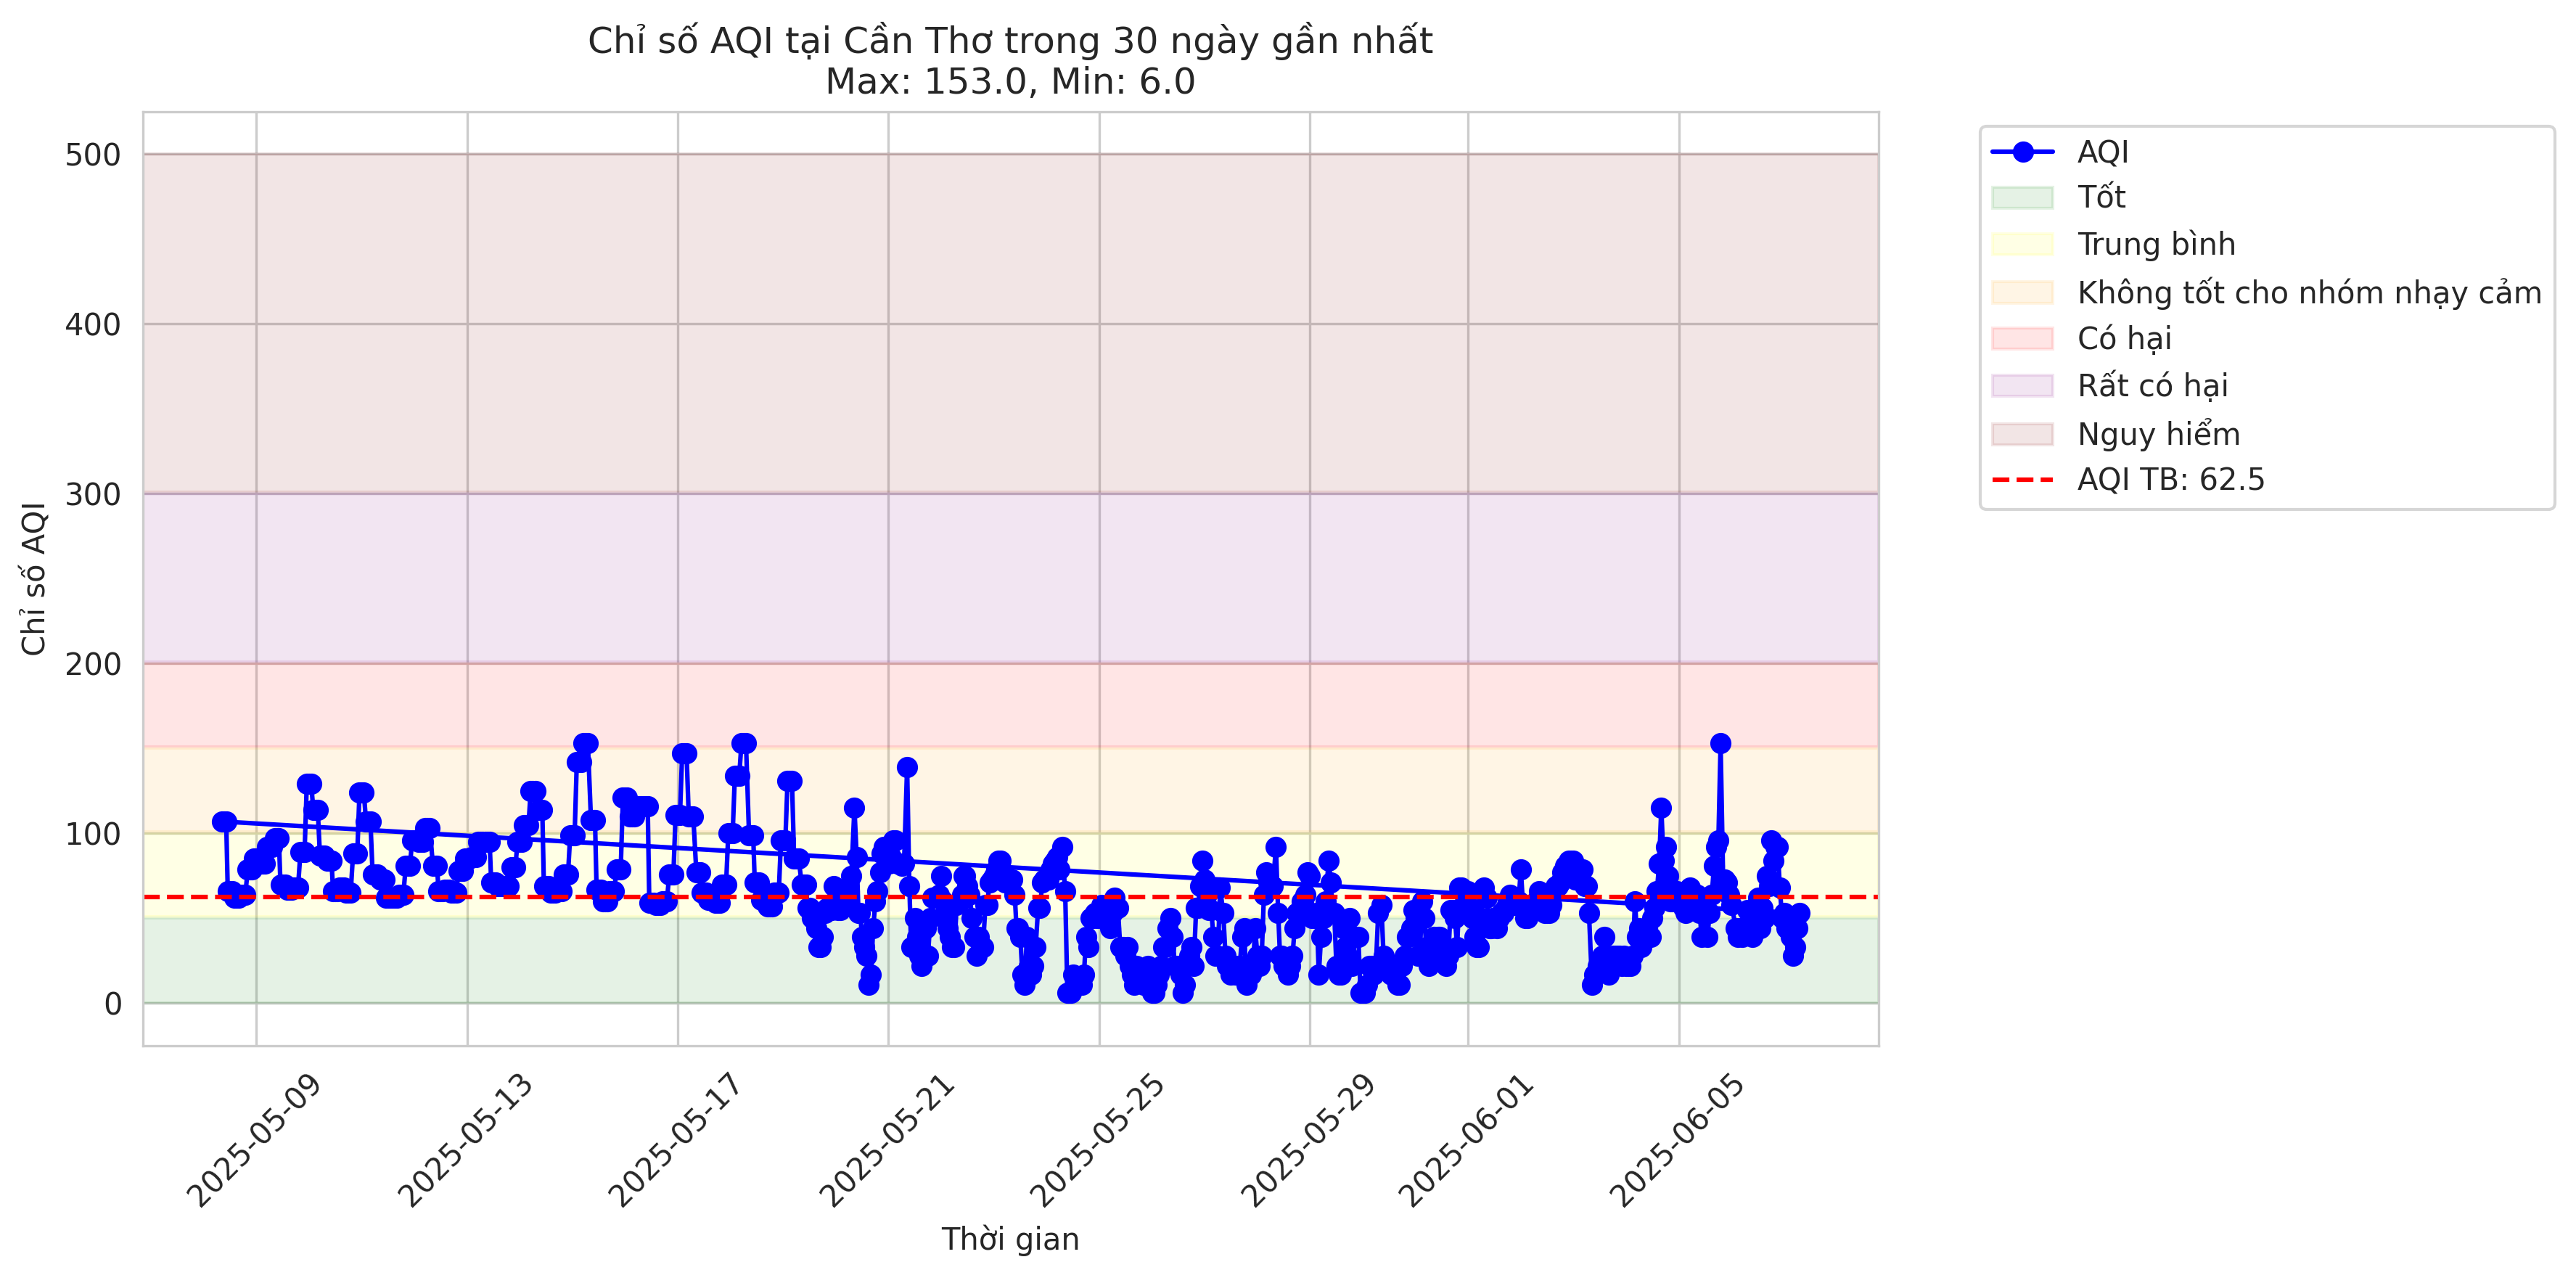 Chỉ số AQI tại Cần Thơ trong 30 ngày gần nhất
Max: 153.0, Min: 6.0
Chỉ số AQI
500
400
300
200
100
0
2025-05-09
2025-05-13
2025-05-17
2025-05-21
2025-05-25
2025-05-29
2025-06-01
2025-06-05
Thời gian
AQI
Tốt
Trung bình
Không tốt cho nhóm nhạy cảm
Có hại
Rất có hại
Nguy hiểm
AQI TB: 62.5